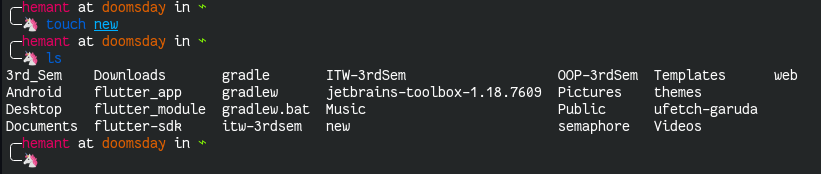 hemant at doomsday in ~
🦄 touch new
hemant at doomsday in ~
🦄 ls
3rd_Sem Downloads gradle ITW-3rdSem OOP-3rdSem Templates web
Android flutter_app gradlew jetbrains-toolbox-1.18.7609 Pictures themes
Desktop flutter_module gradlew.bat Music Public ufetch-garuda
Documents flutter-sdk itw-3rdsem new semaphore Videos
hemant at doomsday in ~
🦄